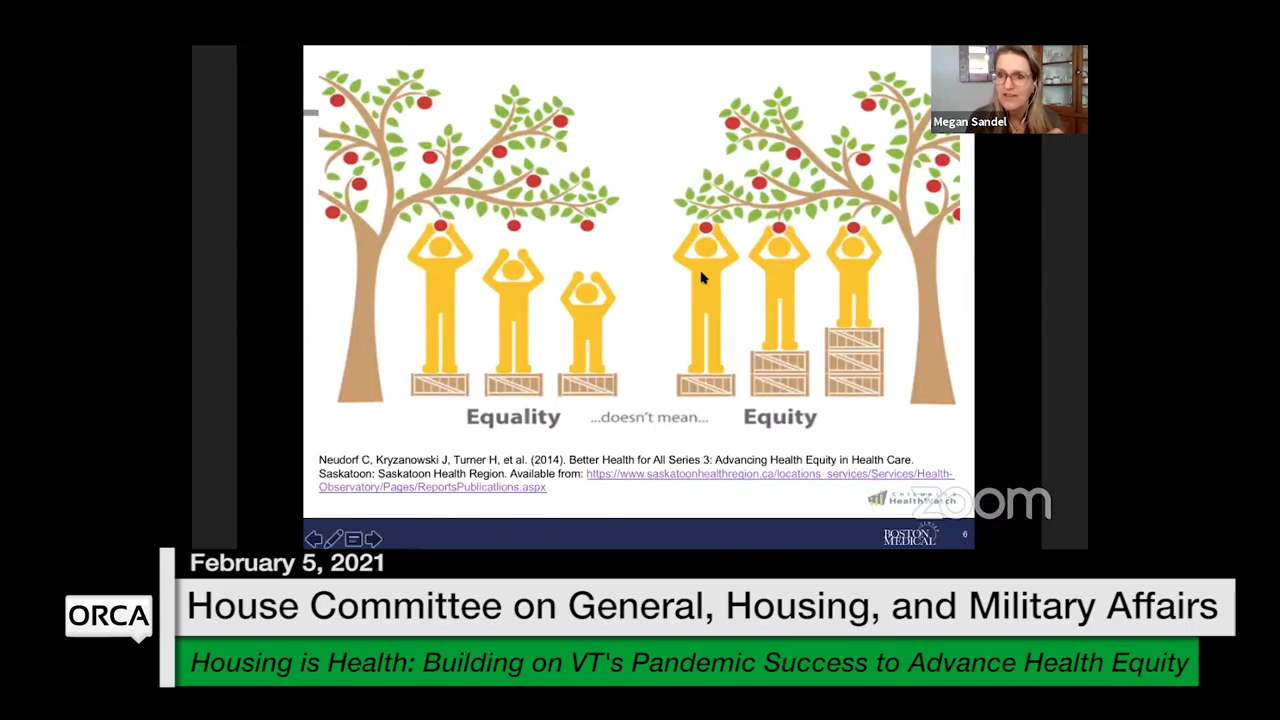 Megan Sandel
Equality ...doesn't mean... Equity
Neudorf C, Kryzanowski J, Turner H, et al. (2014). Better Health for All Series 3: Advancing Health Equity in Health Care.
Saskatoon: Saskatoon Health Region. Available from: https://www.saskatoonhealthregion.ca/locations_services/Services/Health-
Observatory/Pages/ReportsPublicatlions.aspx
HealthWatch
zoom
BOSTON
MEDICAL
6
February 5, 2021
House Committee on General, Housing, and Military Affairs
ORCA
Housing is Health: Building on VT's Pandemic Success to Advance Health Equity